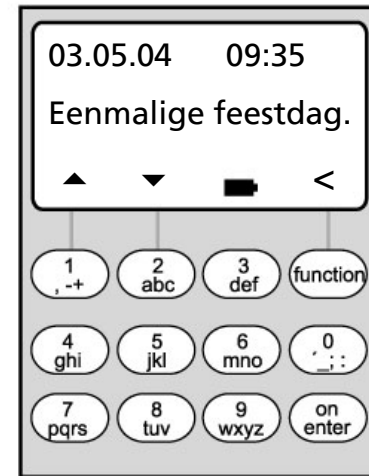 03.05.04 09:35
Eenmalige feestdag.
<
1 2 3 function
, -+ abc def
4 5 6 0
ghi jkl mno ´_; :
7 8 9 on
pqrs tuv wxyz enter